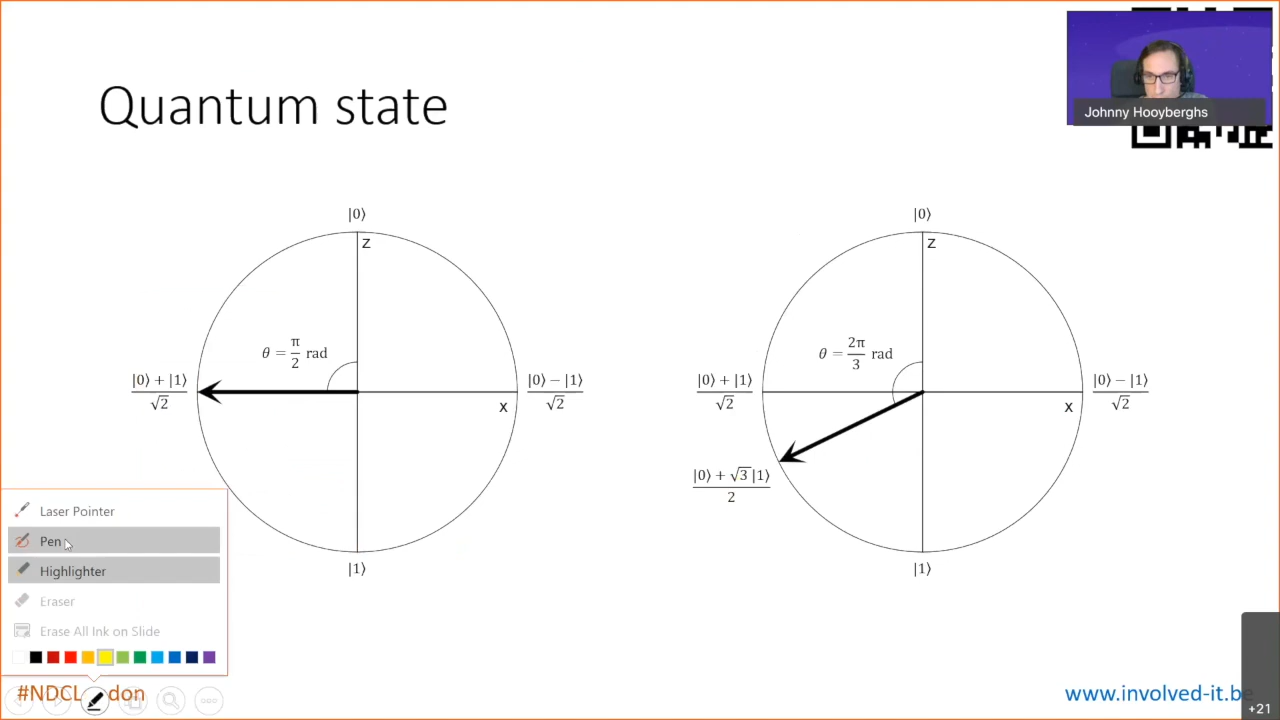 Quantum state
Johnny Hooyberghs
|0⟩
z
θ = π/2 rad
(|0⟩ + |1⟩)/√2
(|0⟩ − |1⟩)/√2
x
|1⟩
|0⟩
z
θ = 2π/3 rad
(|0⟩ + |1⟩)/√2
(|0⟩ − |1⟩)/√2
x
(|0⟩ + √3 |1⟩)/2
|1⟩
Laser Pointer
Pen
Highlighter
Eraser
Erase All Ink on Slide
#NDCL don
www.involved-it.be
+21